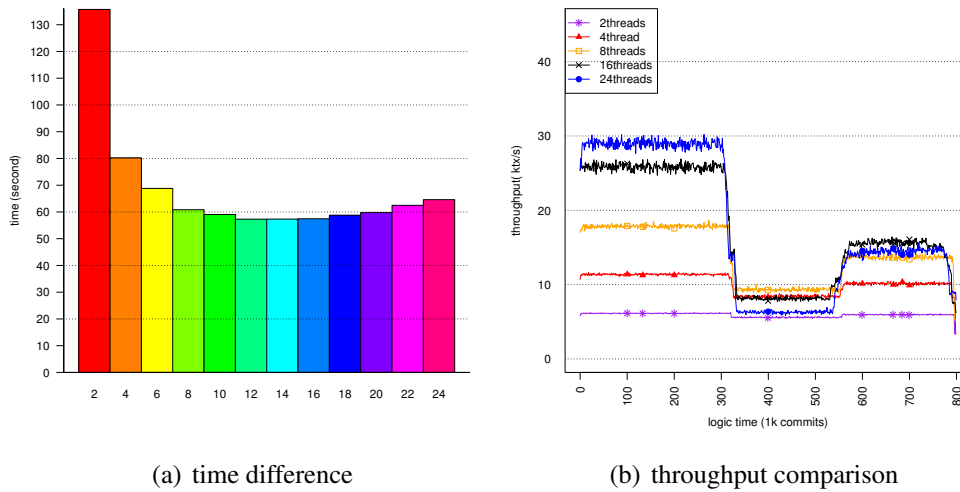 time (second)
130
120
110
100
90
80
70
60
50
40
30
20
10
0
2 4 6 8 10 12 14 16 18 20 22 24
(a) time difference
2threads
4thread
8threads
16threads
24threads
throughput( ktx/s)
40
30
20
10
0
0 100 200 300 400 500 600 700 800
logic time (1k commits)
(b) throughput comparison